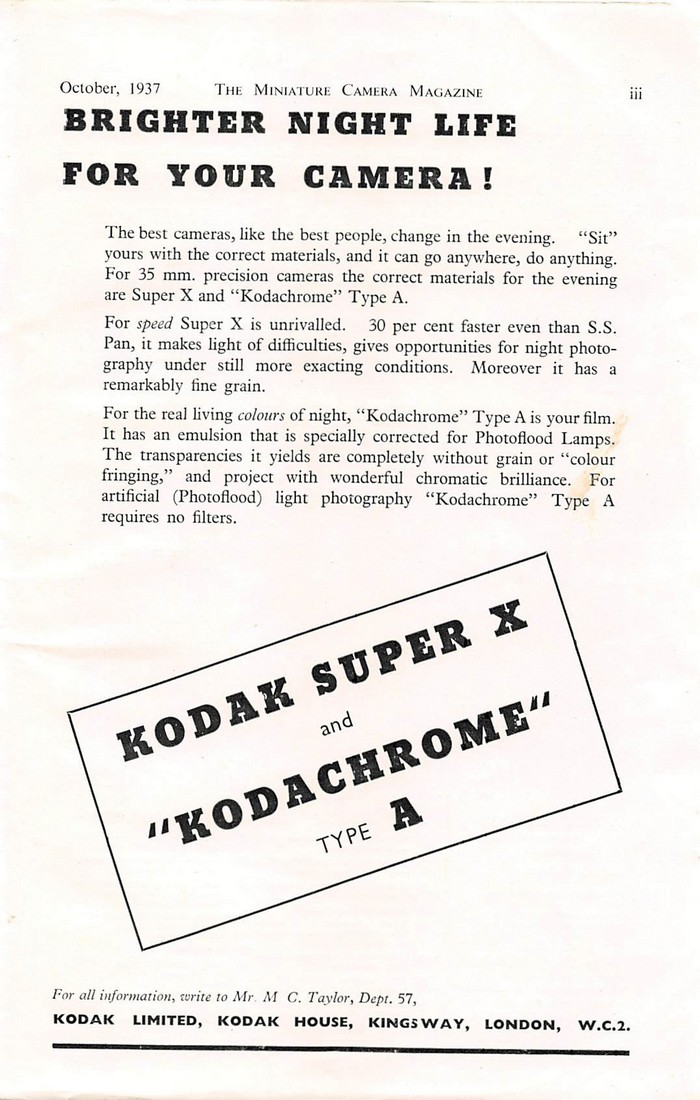 October, 1937 THE MINIATURE CAMERA MAGAZINE iii
BRIGHTER NIGHT LIFE
FOR YOUR CAMERA!
The best cameras, like the best people, change in the evening. “Sit”
yours with the correct materials, and it can go anywhere, do anything.
For 35 mm. precision cameras the correct materials for the evening
are Super X and “Kodachrome” Type A.
For speed Super X is unrivalled. 30 per cent faster even than S.S.
Pan, it makes light of difficulties, gives opportunities for night photo-
graphy under still more exacting conditions. Moreover it has a
remarkably fine grain.
For the real living colours of night, “Kodachrome” Type A is your film.
It has an emulsion that is specially corrected for Photoflood Lamps.
The transparencies it yields are completely without grain or “colour
fringing,” and project with wonderful chromatic brilliance. For
artificial (Photoflood) light photography “Kodachrome” Type A
requires no filters.
KODAK SUPER X
and
“KODACHROME”
TYPE A
For all information, write to Mr. M C. Taylor, Dept. 57,
KODAK LIMITED, KODAK HOUSE, KINGSWAY, LONDON, W.C.2.